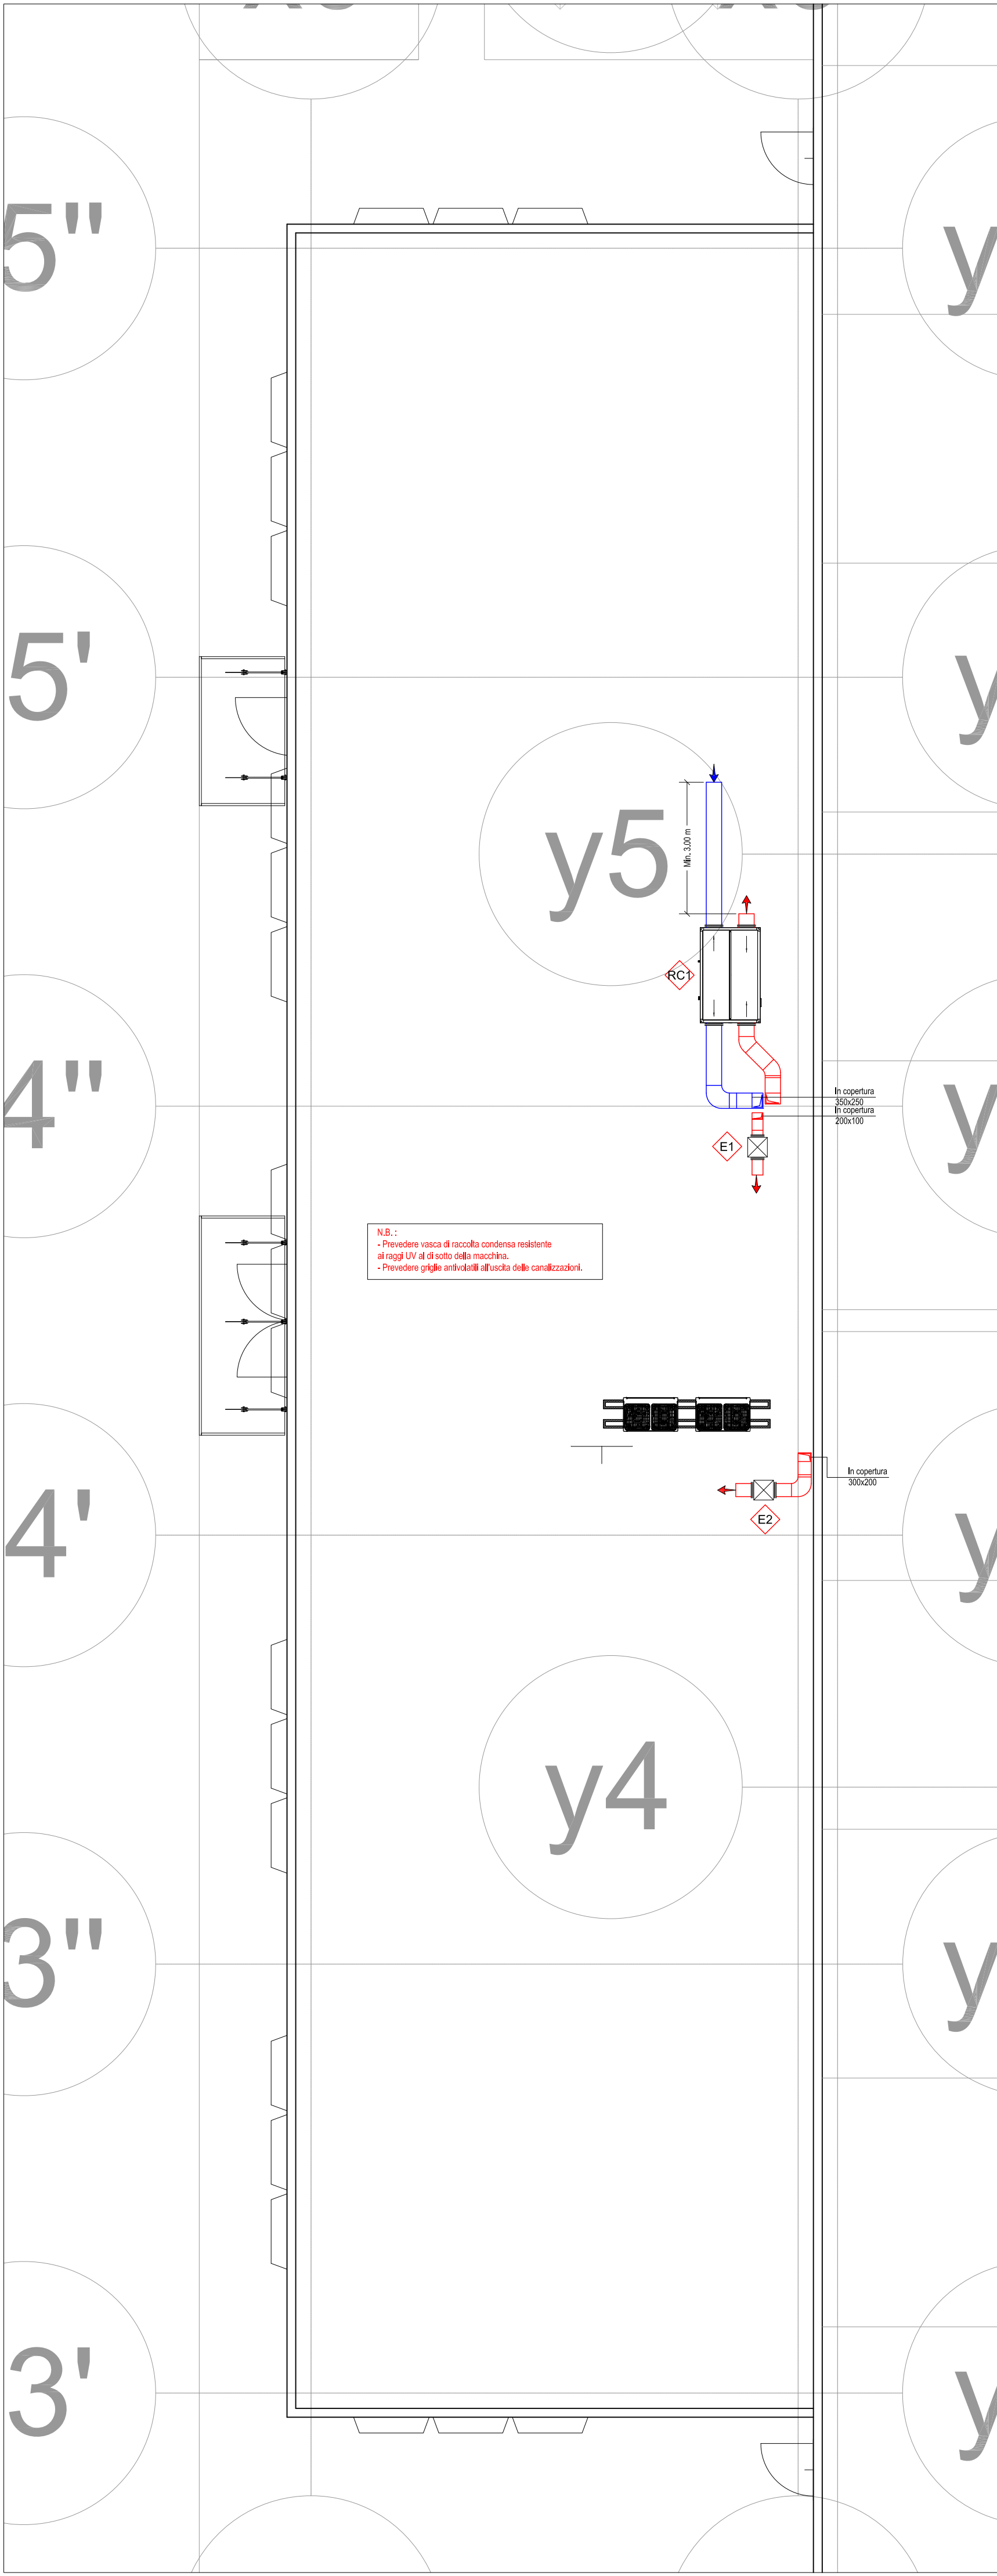 5''
y
5'
y
y5
Min. 3.00 m
RC1
4''
y
In copertura
350x250
In copertura
200x100
E1
N.B. :
- Prevedere vasca di raccolta condensa resistente
ai raggi UV al di sotto della macchina.
- Prevedere griglie antivolatili all'uscita delle canalizzazioni.
In copertura
300x200
4'
y
E2
y4
3''
y
3'
y